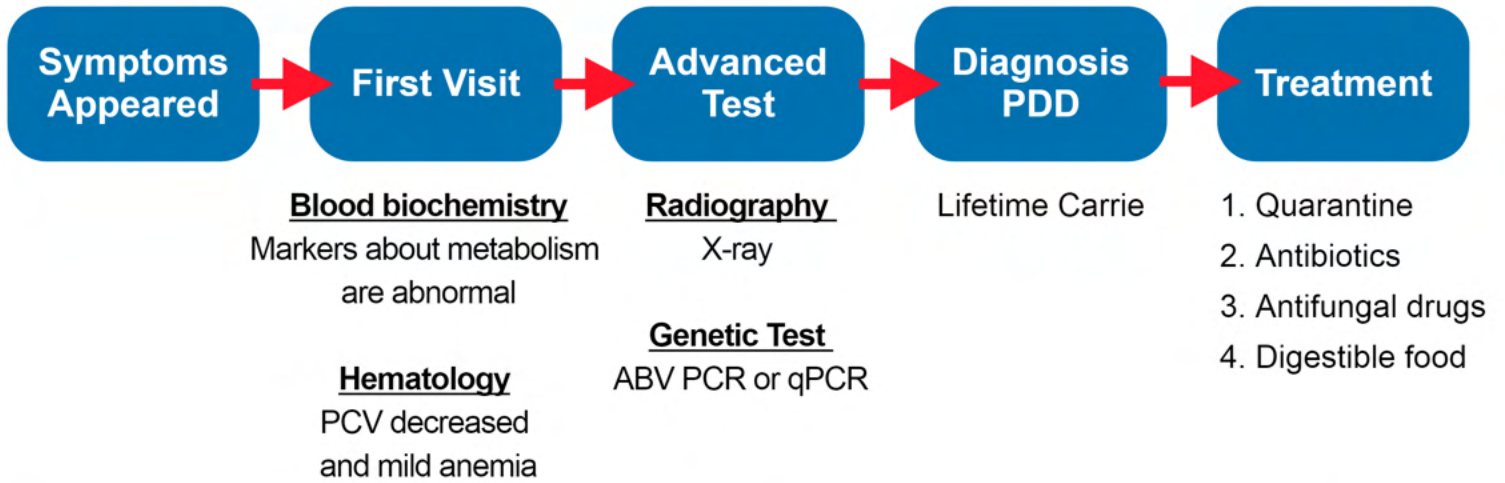 Symptoms
Appeared
First Visit
Advanced
Test
Diagnosis
PDD
Treatment
Blood biochemistry
Markers about metabolism
are abnormal
Hematology
PCV decreased
and mild anemia
Radiography
X-ray
Genetic Test
ABV PCR or qPCR
Lifetime Carrie
1. Quarantine
2. Antibiotics
3. Antifungal drugs
4. Digestible food